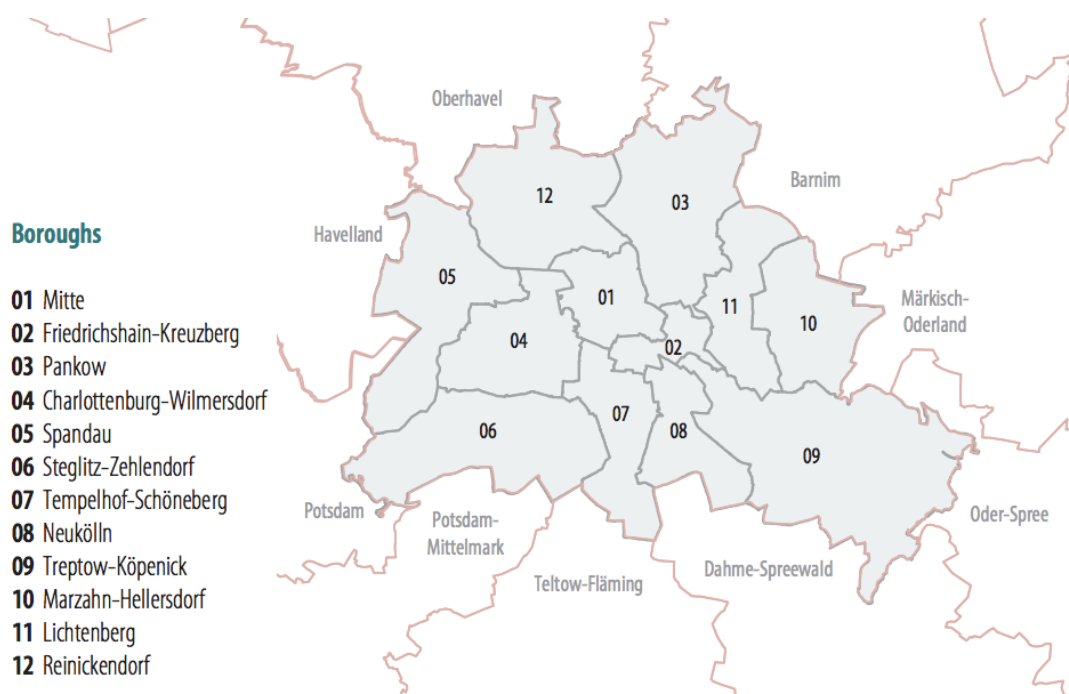 Boroughs
01 Mitte
02 Friedrichshain-Kreuzberg
03 Pankow
04 Charlottenburg-Wilmersdorf
05 Spandau
06 Steglitz-Zehlendorf
07 Tempelhof-Schöneberg
08 Neukölln
09 Treptow-Köpenick
10 Marzahn-Hellersdorf
11 Lichtenberg
12 Reinickendorf
Oberhavel
Barnim
Havelland
Märkisch-
Oderland
Potsdam
Potsdam-
Mittelmark
Teltow-Fläming
Dahme-Spreewald
Oder-Spree
12
03
05
01
11
10
04
02
07
06
08
09